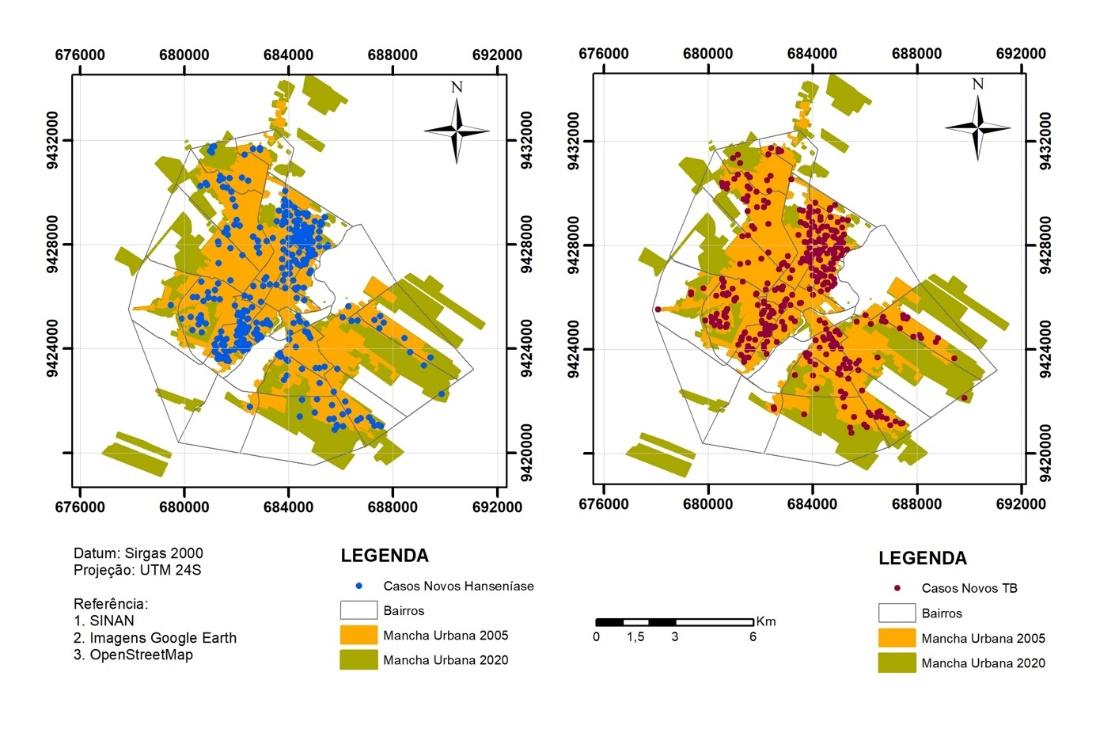 676000 680000 684000 688000 692000
676000 680000 684000 688000 692000
N
N
9432000
9432000
9432000
9432000
9428000
9428000
9428000
9428000
9424000
9424000
9424000
9424000
9420000
9420000
676000 680000 684000 688000 692000
676000 680000 684000 688000 692000
Datum: Sirgas 2000
Projeção: UTM 24S
Referência:
1. SINAN
2. Imagens Google Earth
3. OpenStreetMap
LEGENDA
Casos Novos Hanseníase
Bairros
Mancha Urbana 2005
Mancha Urbana 2020
Km
0 1,5 3 6
LEGENDA
Casos Novos TB
Bairros
Mancha Urbana 2005
Mancha Urbana 2020